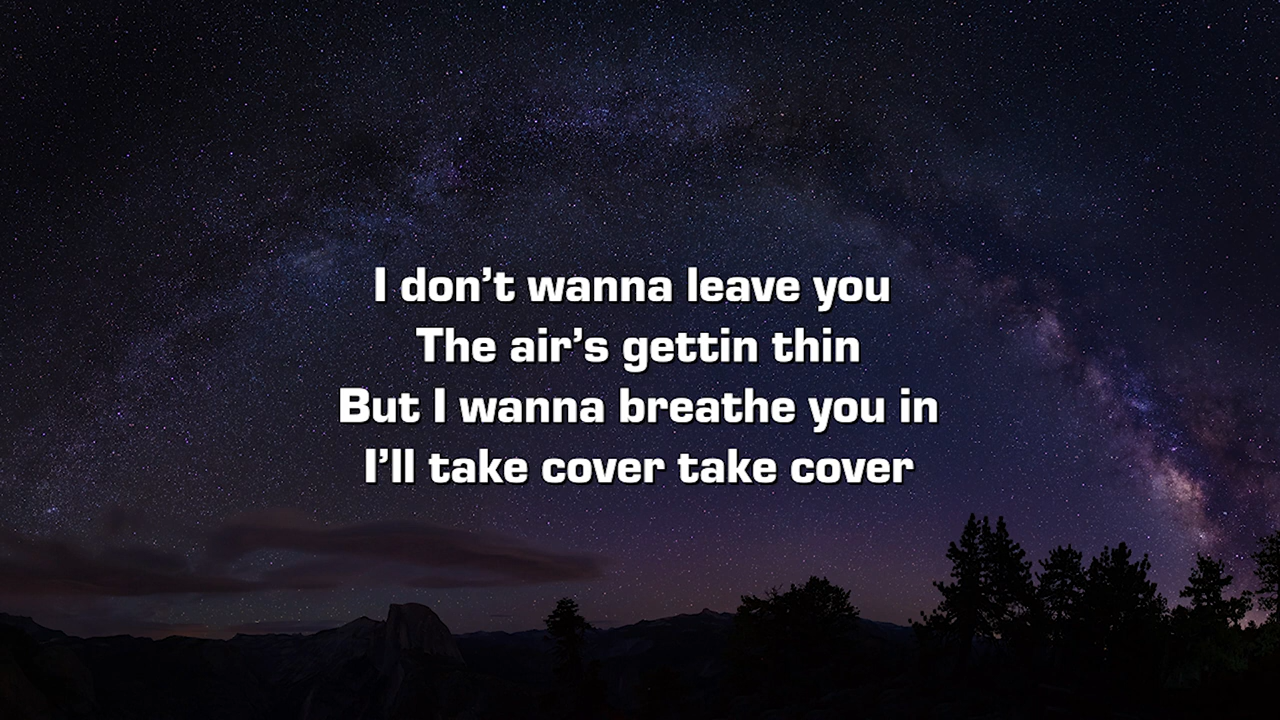 I don’t wanna leave you
The air’s gettin thin
But I wanna breathe you in
I’ll take cover take cover